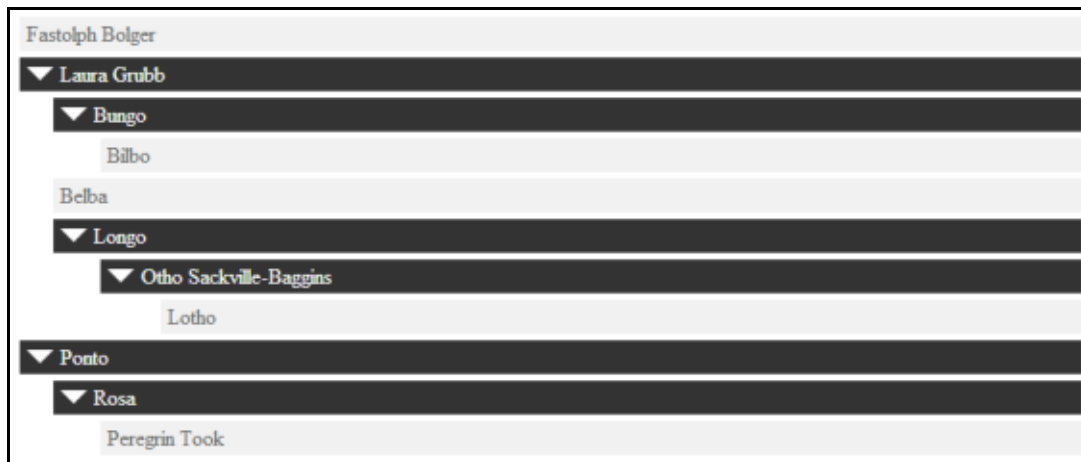 Fastolph Bolger
Laura Grubb
Bungo
Bilbo
Belba
Longo
Otho Sackville-Baggins
Lotho
Ponto
Rosa
Peregrin Took